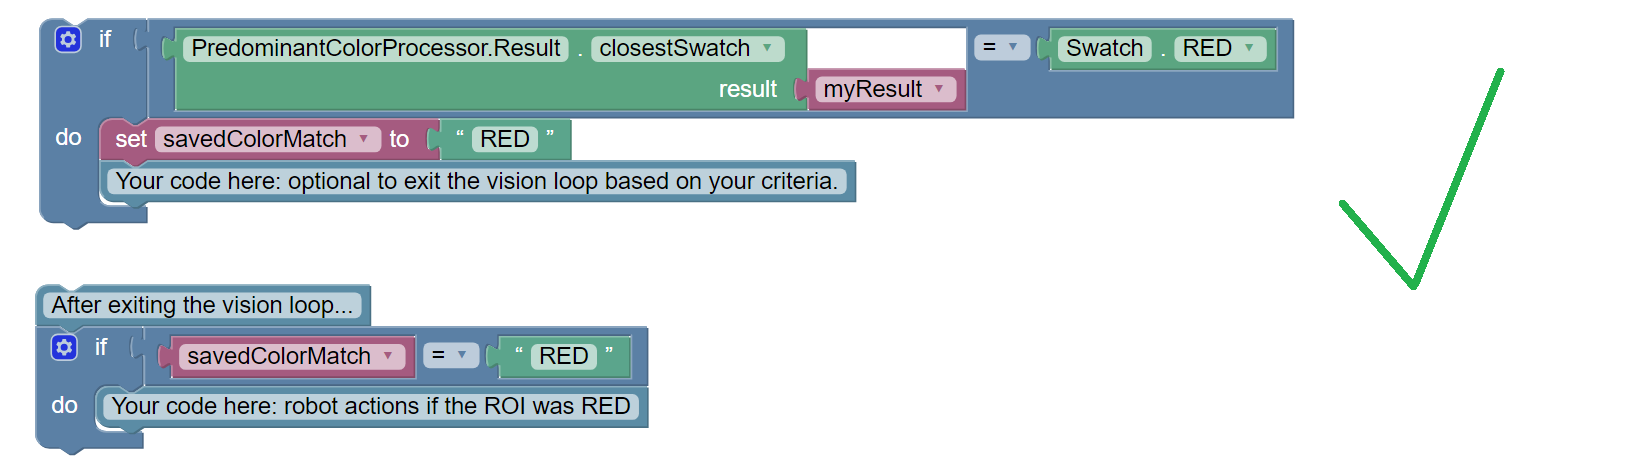 if PredominantColorProcessor.Result . closestSwatch = Swatch . RED
result myResult
do set savedColorMatch to “ RED ”
Your code here: optional to exit the vision loop based on your criteria.
After exiting the vision loop...
if savedColorMatch = “ RED ”
do Your code here: robot actions if the ROI was RED